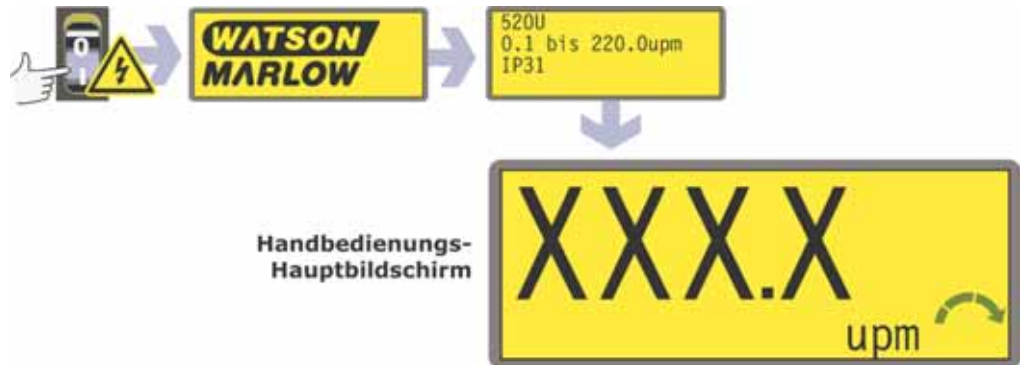 0
I
WATSON
MARLOW
520U
0.1 bis 220.0upm
IP31
Handbedienungs-
Hauptbildschirm
XXX.X
upm